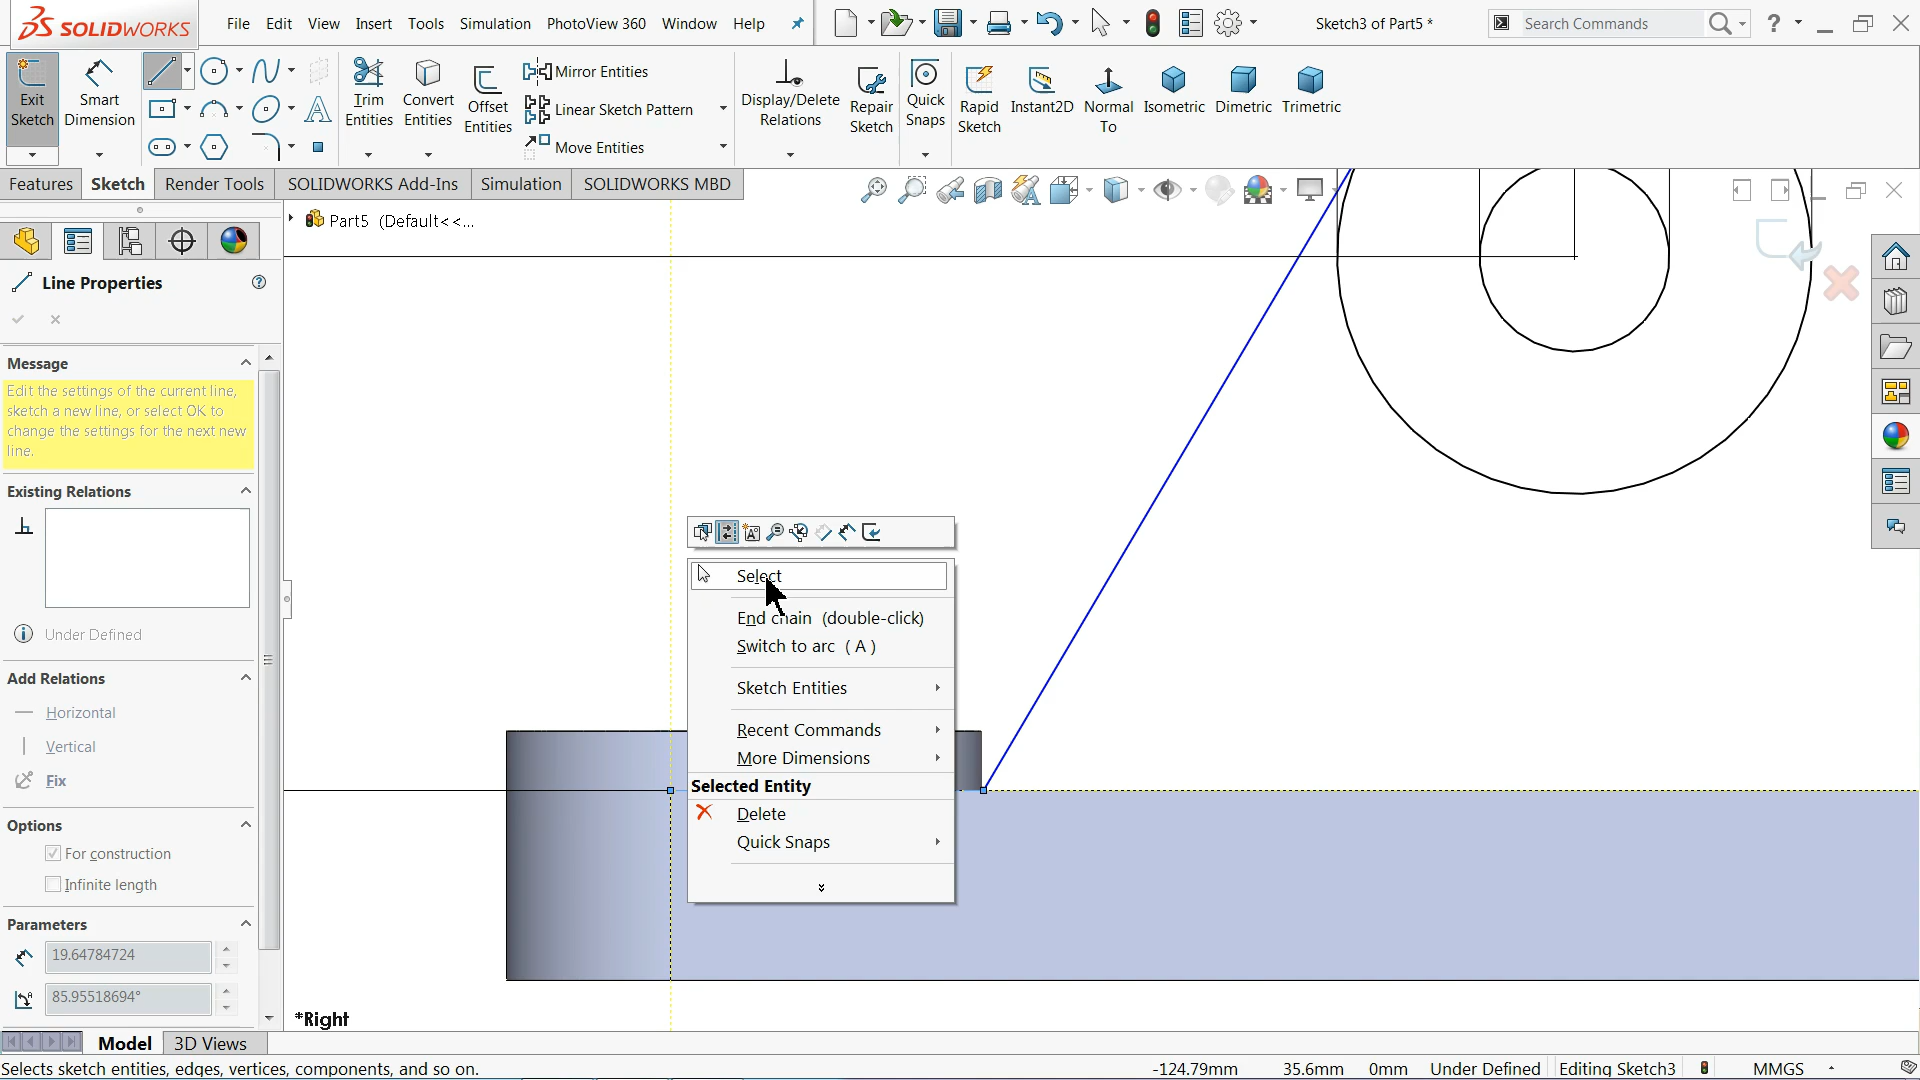 SOLIDWORKS
File
Edit
View
Insert
Tools
Simulation
PhotoView 360
Window
Help
Sketch3 of Part5 *
Search Commands
Exit Sketch
Smart Dimension
Trim Entities
Convert Entities
Offset Entities
Mirror Entities
Linear Sketch Pattern
Move Entities
Display/Delete Relations
Repair Sketch
Quick Snaps
Rapid Sketch
Instant2D
Normal To
Isometric
Dimetric
Trimetric
Features
Sketch
Render Tools
SOLIDWORKS Add-Ins
Simulation
SOLIDWORKS MBD
Part5 (Default<<...
Line Properties
Message
Edit the settings of the current line,
sketch a new line, or select OK to
change the settings for the next new
line.
Existing Relations
Under Defined
Add Relations
Horizontal
Vertical
Fix
Options
For construction
Infinite length
Parameters
19.64784724
85.95518694°
Select
End chain (double-click)
Switch to arc ( A )
Sketch Entities
Recent Commands
More Dimensions
Selected Entity
Delete
Quick Snaps
*Right
Model
3D Views
Selects sketch entities, edges, vertices, components, and so on.
-124.79mm
35.6mm
0mm
Under Defined
Editing Sketch3
MMGS